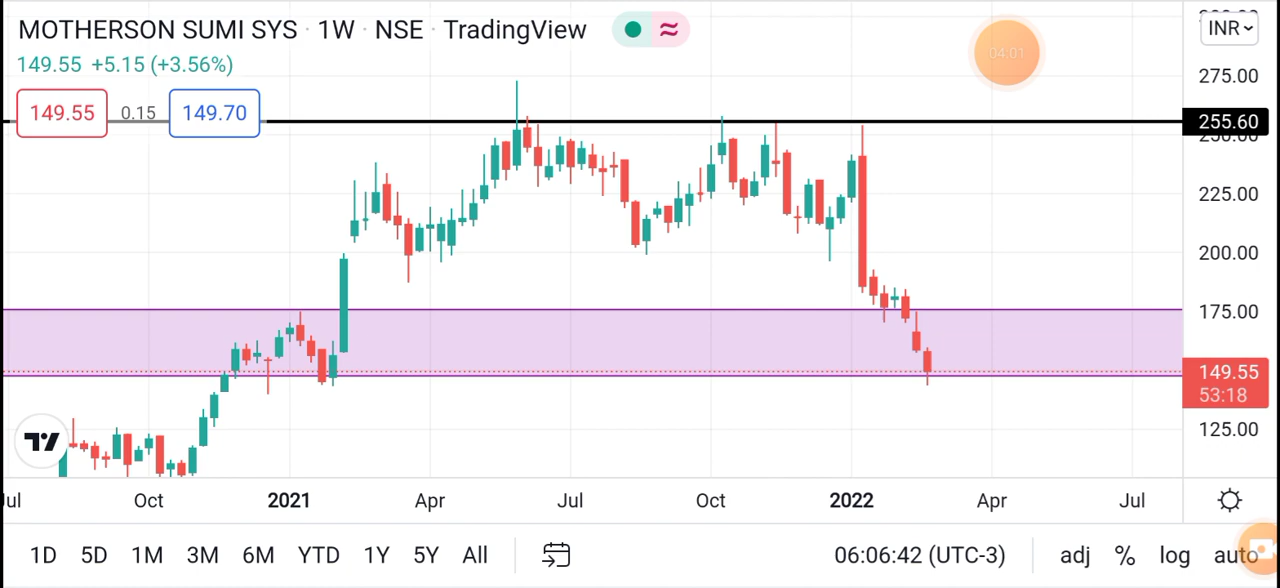 MOTHERSON SUMI SYS · 1W · NSE · TradingView
149.55 +5.15 (+3.56%)
149.55 0.15 149.70
04:01
INR
275.00
255.60
250.00
225.00
200.00
175.00
149.55
53:18
125.00
Oct 2021 Apr Jul Oct 2022 Apr Jul
1D 5D 1M 3M 6M YTD 1Y 5Y All
06:06:42 (UTC-3) adj % log auto